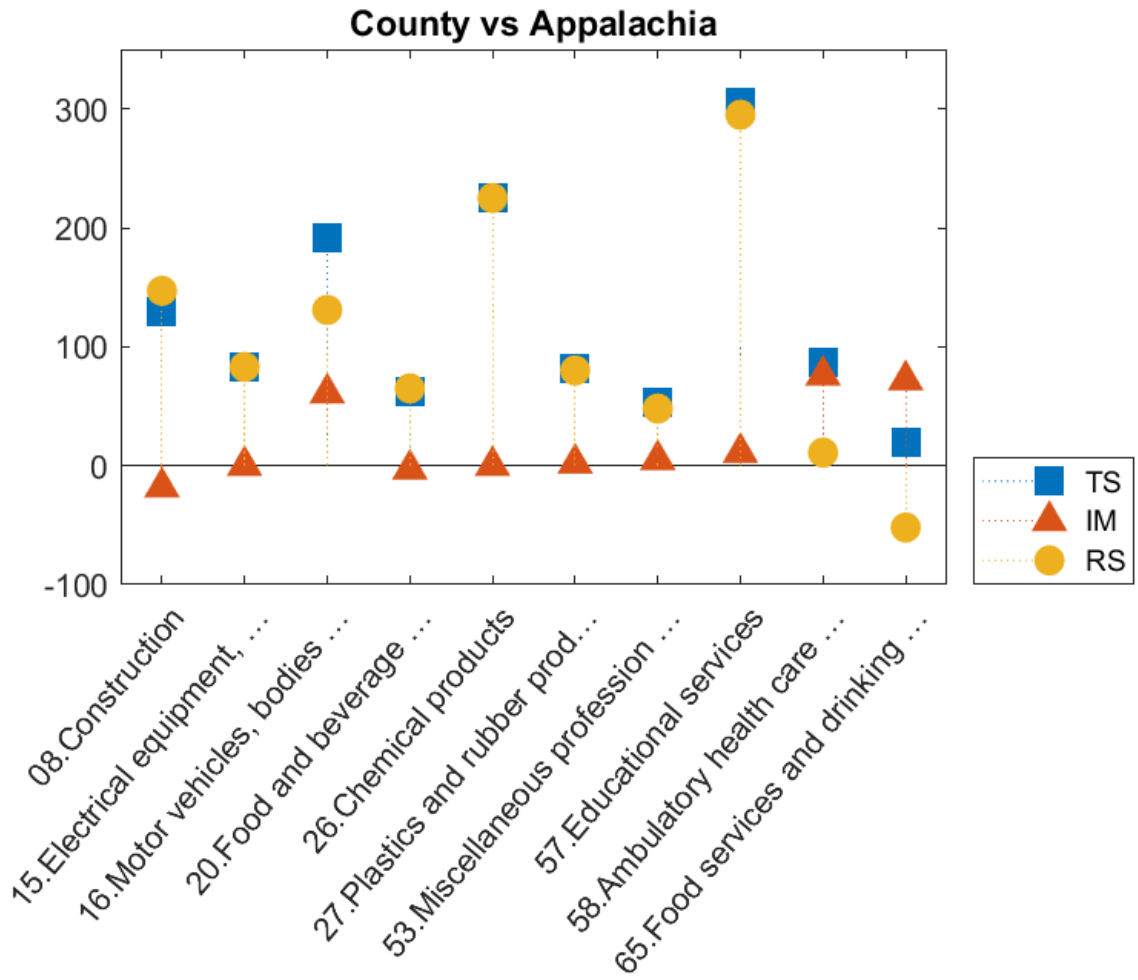 County vs Appalachia
300
200
100
0
-100
TS
IM
RS
08.Construction
15.Electrical equipment, ...
16.Motor vehicles, bodies ...
20.Food and beverage ...
26.Chemical products
27.Plastics and rubber prod...
53.Miscellaneous profession ...
57.Educational services
58.Ambulatory health care ...
65.Food services and drinking ...